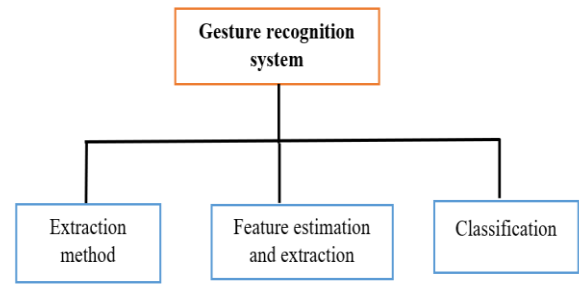 Gesture recognition
system
Extraction
method
Feature estimation
and extraction
Classification